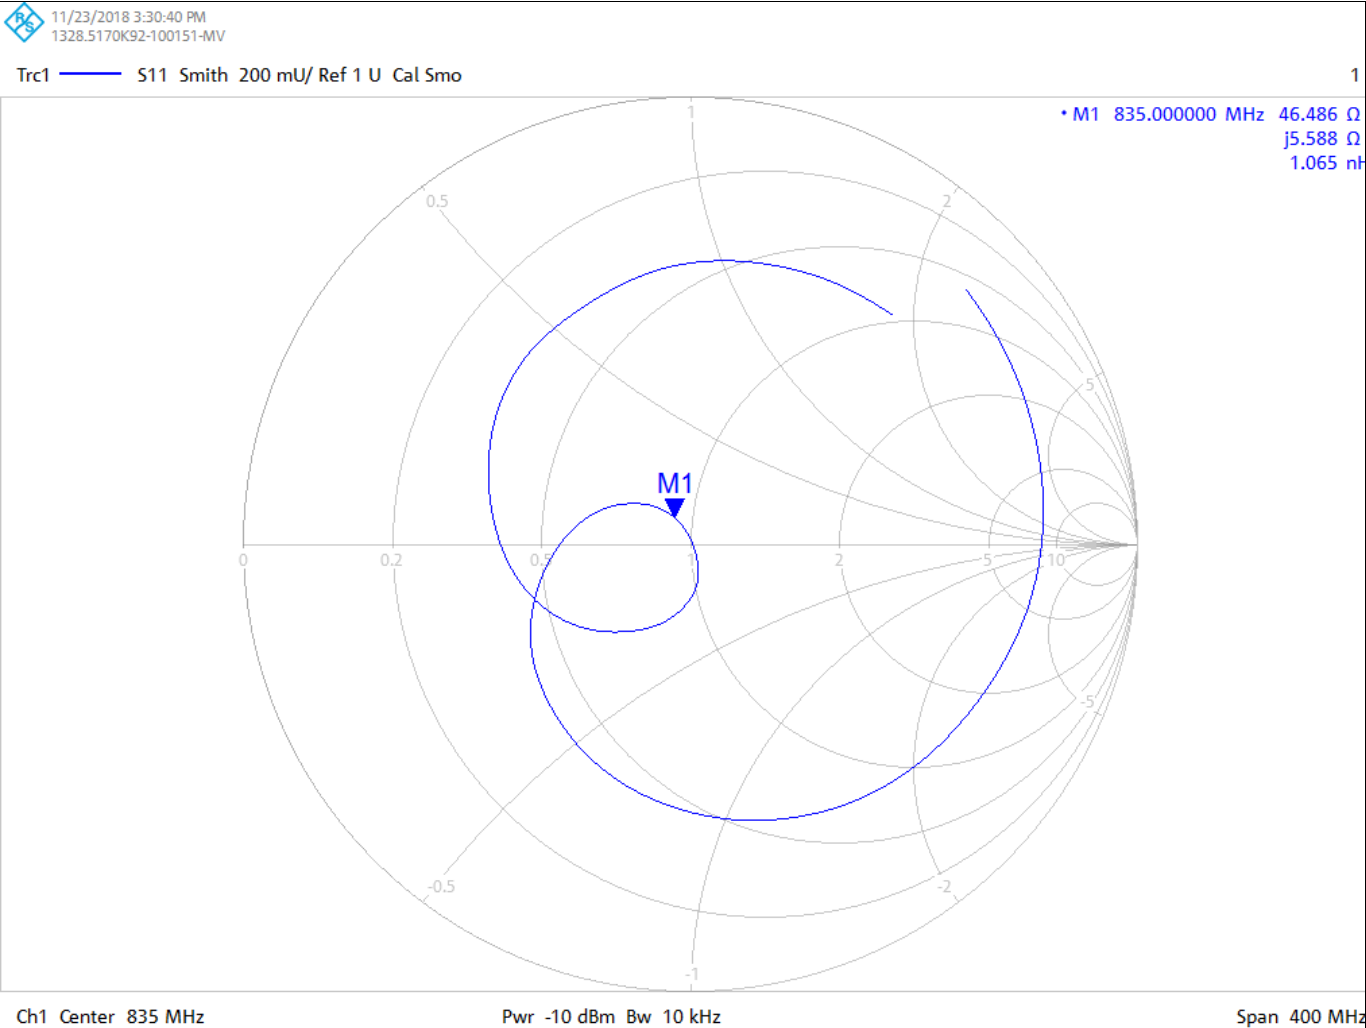 R&S
11/23/2018 3:30:40 PM
1328.5170K92-100151-MV
Trc1 S11 Smith 200 mU/ Ref 1 U Cal Smo 1
• M1 835.000000 MHz 46.486 Ω
j5.588 Ω
1.065 nH
1
0.5 2
5
M1
0 0.2 0.5 1 2 5 10
-5
-0.5 -2
-1
Ch1 Center 835 MHz Pwr -10 dBm Bw 10 kHz Span 400 MHz